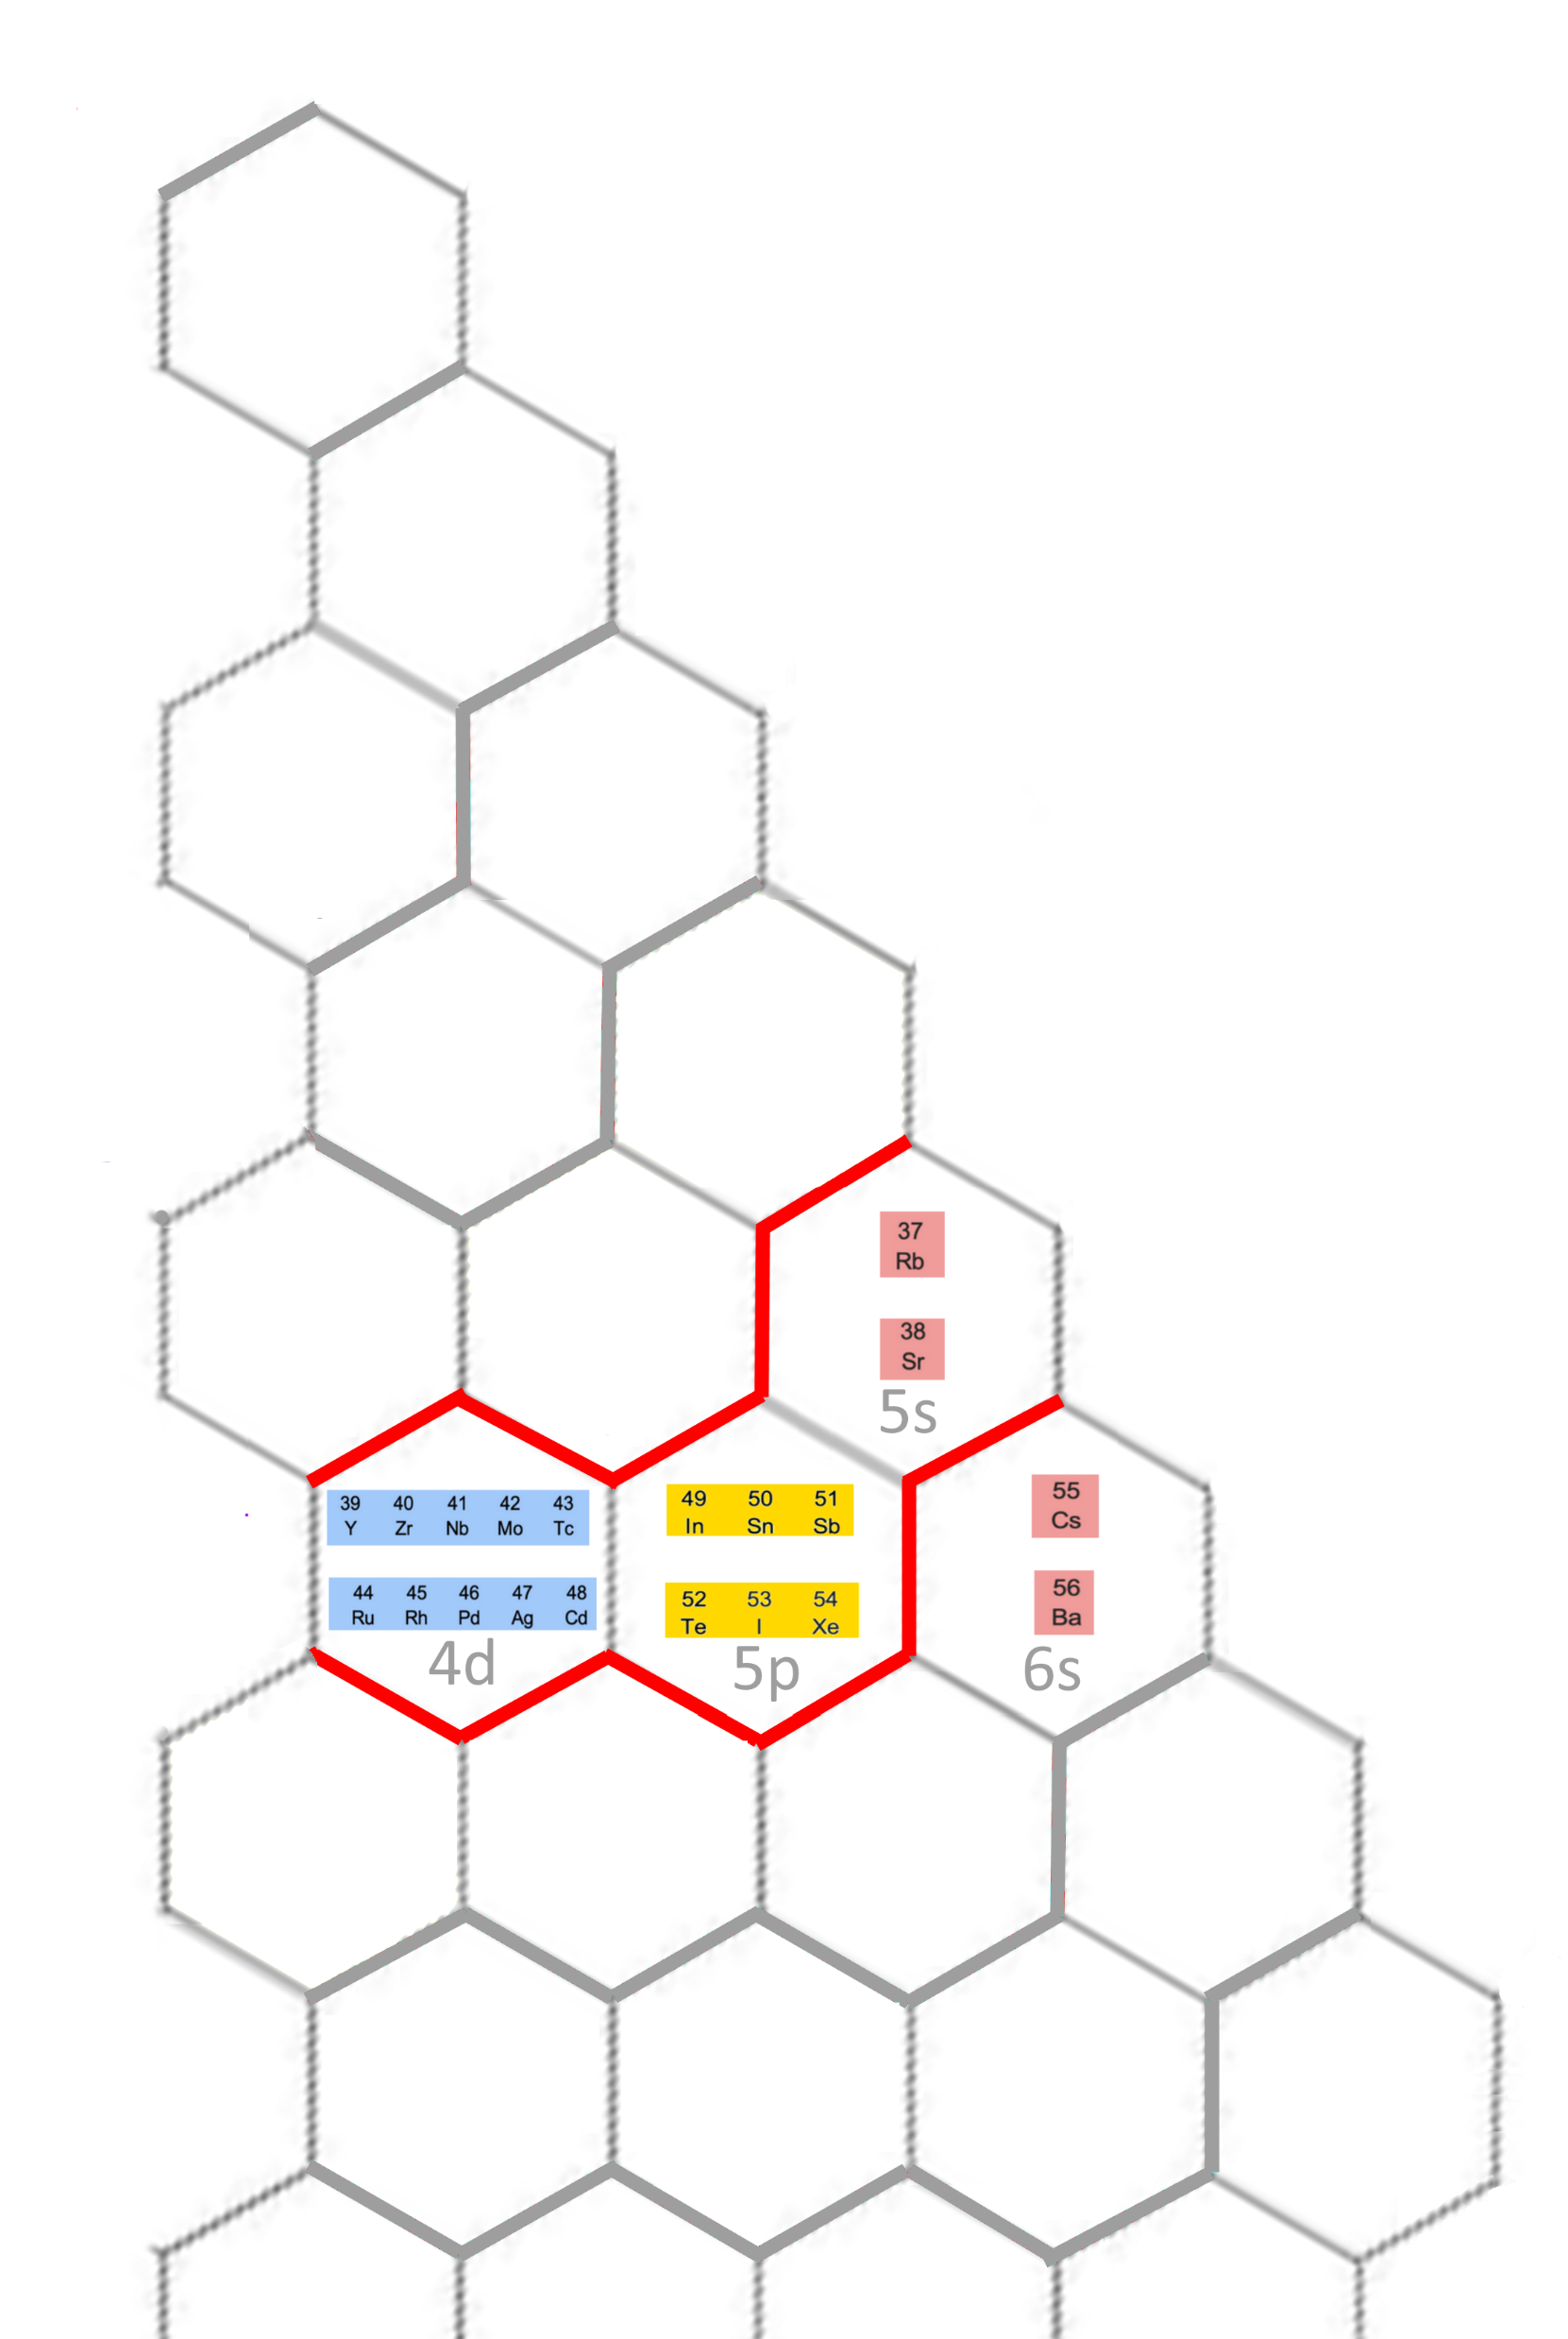 37
Rb
38
Sr
5s
39 40 41 42 43
Y Zr Nb Mo Tc
44 45 46 47 48
Ru Rh Pd Ag Cd
4d
49 50 51
In Sn Sb
52 53 54
Te I Xe
5p
55
Cs
56
Ba
6s